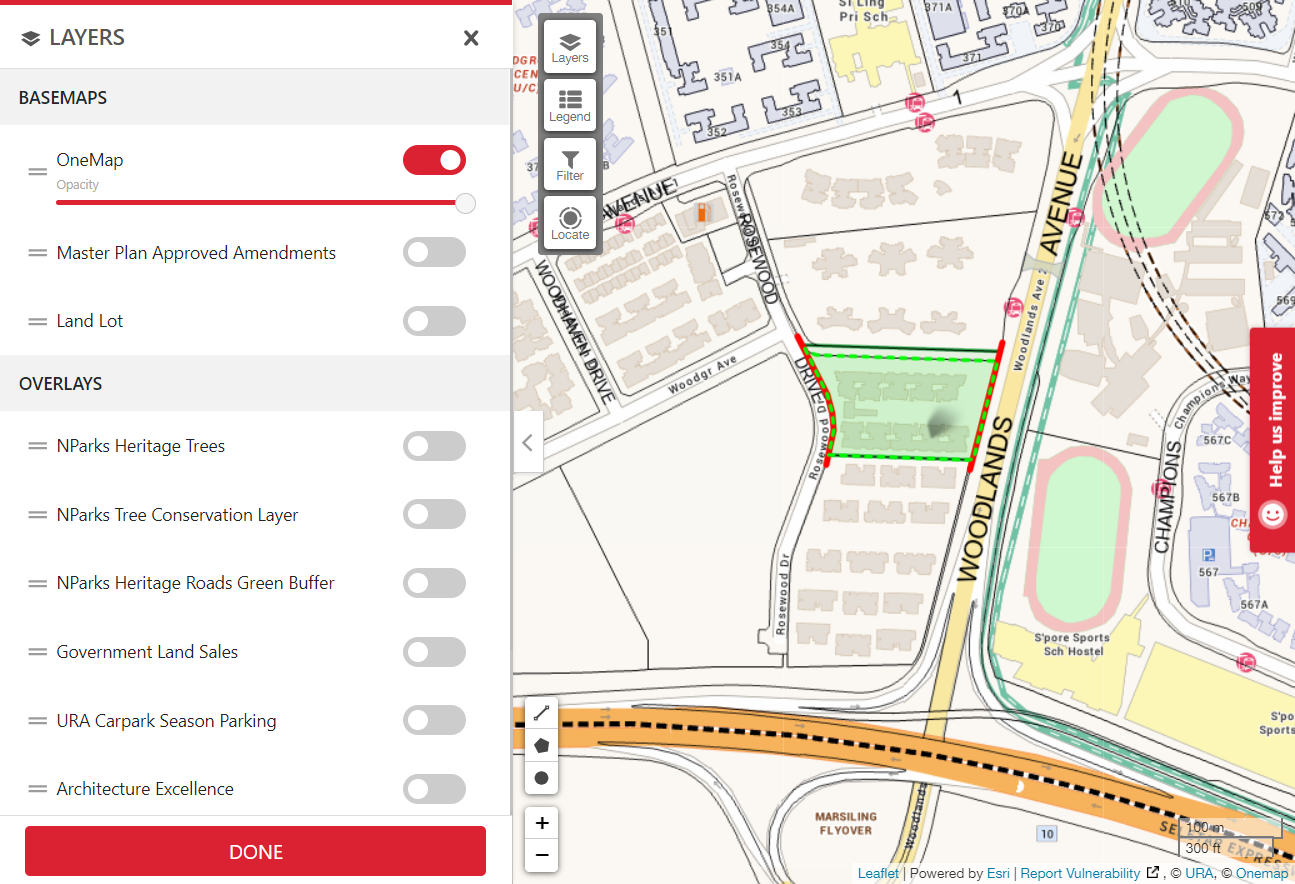 LAYERS
BASEMAPS
OneMap
Opacity
Master Plan Approved Amendments
Land Lot
OVERLAYS
NParks Heritage Trees
NParks Tree Conservation Layer
NParks Heritage Roads Green Buffer
Government Land Sales
URA Carpark Season Parking
Architecture Excellence
DONE
Layers
Legend
Filter
Locate
354A
Si Ling
Pri Sch
371A
370A
370
509
351
354
371
351A
353
352
1
AVENUE
ROSEWOOD
DRIVE
WOODHAVEN DRIVE
Woodgr Ave
Rosewood Dr
Rosewood Dr
AVENUE
Woodlands Ave 2
WOODLANDS
572
569
Champions Way
CHAMPIONS
567C
567B
567
567A
S'pore Sports
Sch Hostel
S'po
Sports
MARSILING
FLYOVER
Woodlands
10
100 m
300 ft
Help us improve
+
−
Leaflet | Powered by Esri | Report Vulnerability , © URA, © Onemap